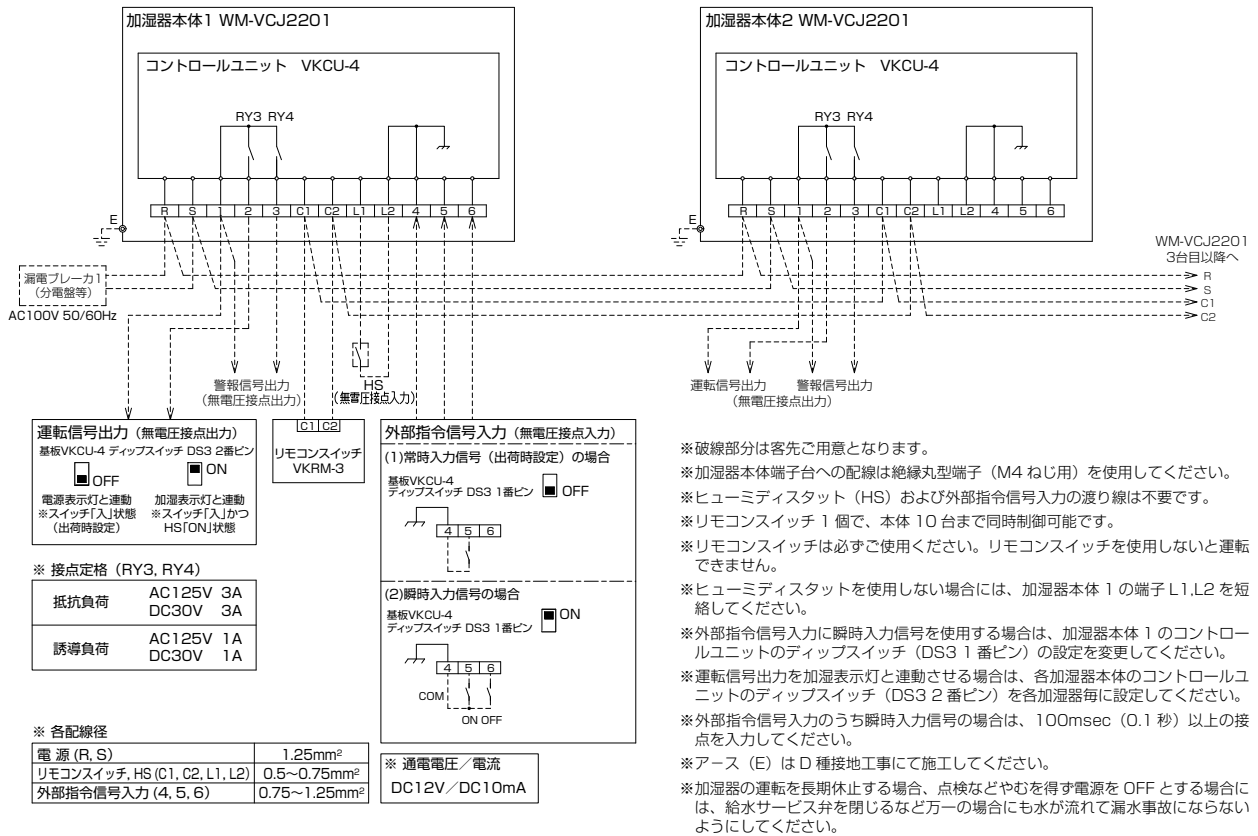 加湿器本体1 WM-VCJ2201
コントロールユニット VKCU-4
RY3 RY4
R S 1 2 3 C1 C2 L1 L2 4 5 6
E
加湿器本体2 WM-VCJ2201
コントロールユニット VKCU-4
RY3 RY4
R S 1 2 3 C1 C2 L1 L2 4 5 6
E
WM-VCJ2201
3台目以降へ
R
S
C1
C2
漏電ブレーカ1
（分電盤等）
AC100V 50/60Hz
警報信号出力
（無電圧接点出力）
HS
（無電圧接点入力）
運転信号出力 警報信号出力
（無電圧接点出力）
運転信号出力（無電圧接点出力）
基板VKCU-4 ディップスイッチ DS3 2番ピン
OFF
ON
電源表示灯と連動
※スイッチ「入」状態
（出荷時設定）
加湿表示灯と連動
※スイッチ「入」かつ
HS「ON」状態
C1 C2
リモコンスイッチ
VKRM-3
外部指令信号入力（無電圧接点入力）
(1)常時入力信号（出荷時設定）の場合
基板VKCU-4
ディップスイッチ DS3 1番ピン
OFF
4 5 6
(2)瞬時入力信号の場合
基板VKCU-4
ディップスイッチ DS3 1番ピン
ON
4 5 6
COM
ON OFF
※ 接点定格（RY3, RY4）
抵抗負荷 AC125V 3A
DC30V 3A
誘導負荷 AC125V 1A
DC30V 1A
※ 各配線径
電 源 (R, S) 1.25mm²
リモコンスイッチ, HS (C1, C2, L1, L2) 0.5〜0.75mm²
外部指令信号入力 (4, 5, 6) 0.75〜1.25mm²
※ 通電電圧／電流
DC12V／DC10mA
※破線部分は客先ご用意となります。
※加湿器本体端子台への配線は絶縁丸型端子（M4 ねじ用）を使用してください。
※ヒューミディスタット（HS）および外部指令信号入力の渡り線は不要です。
※リモコンスイッチ 1 個で、本体 10 台まで同時制御可能です。
※リモコンスイッチは必ずご使用ください。リモコンスイッチを使用しないと運転
できません。
※ヒューミディスタットを使用しない場合には、加湿器本体 1 の端子 L1,L2 を短
絡してください。
※外部指令信号入力に瞬時入力信号を使用する場合は、加湿器本体 1 のコントロー
ルユニットのディップスイッチ（DS3 1 番ピン）の設定を変更してください。
※運転信号出力を加湿表示灯と連動させる場合は、各加湿器本体のコントロールユ
ニットのディップスイッチ（DS3 2 番ピン）を各加湿器毎に設定してください。
※外部指令信号入力のうち瞬時入力信号の場合は、100msec（0.1 秒）以上の接
点を入力してください。
※アース（E）は D 種接地工事にて施工してください。
※加湿器の運転を長期休止する場合、点検などやむを得ず電源を OFF とする場合に
は、給水サービス弁を閉じるなど万一の場合にも水が流れて漏水事故にならない
ようにしてください。